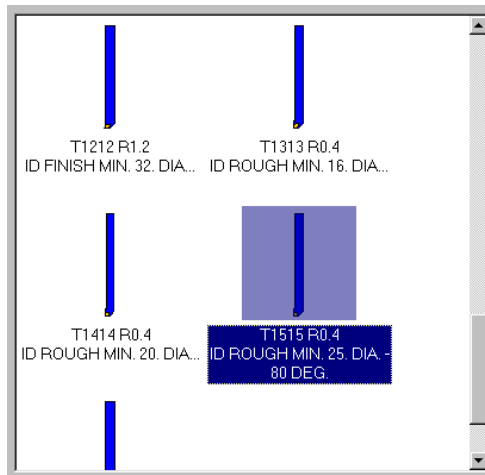 T1212 R1.2
ID FINISH MIN. 32. DIA...
T1313 R0.4
ID ROUGH MIN. 16. DIA...
T1414 R0.4
ID ROUGH MIN. 20. DIA...
T1515 R0.4
ID ROUGH MIN. 25. DIA. -
80 DEG.